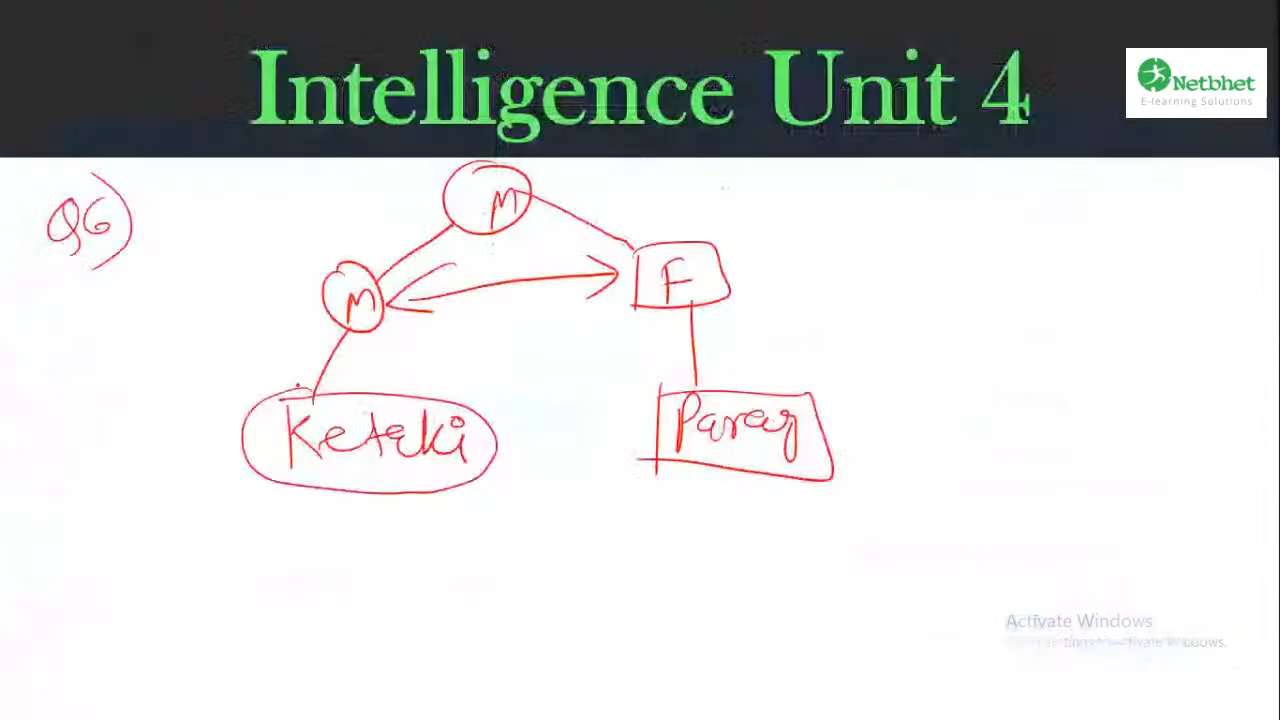 Intelligence Unit 4
Netbhet
E-learning Solutions
Q6)
M
M
F
Ketaki
Parag
Activate Windows